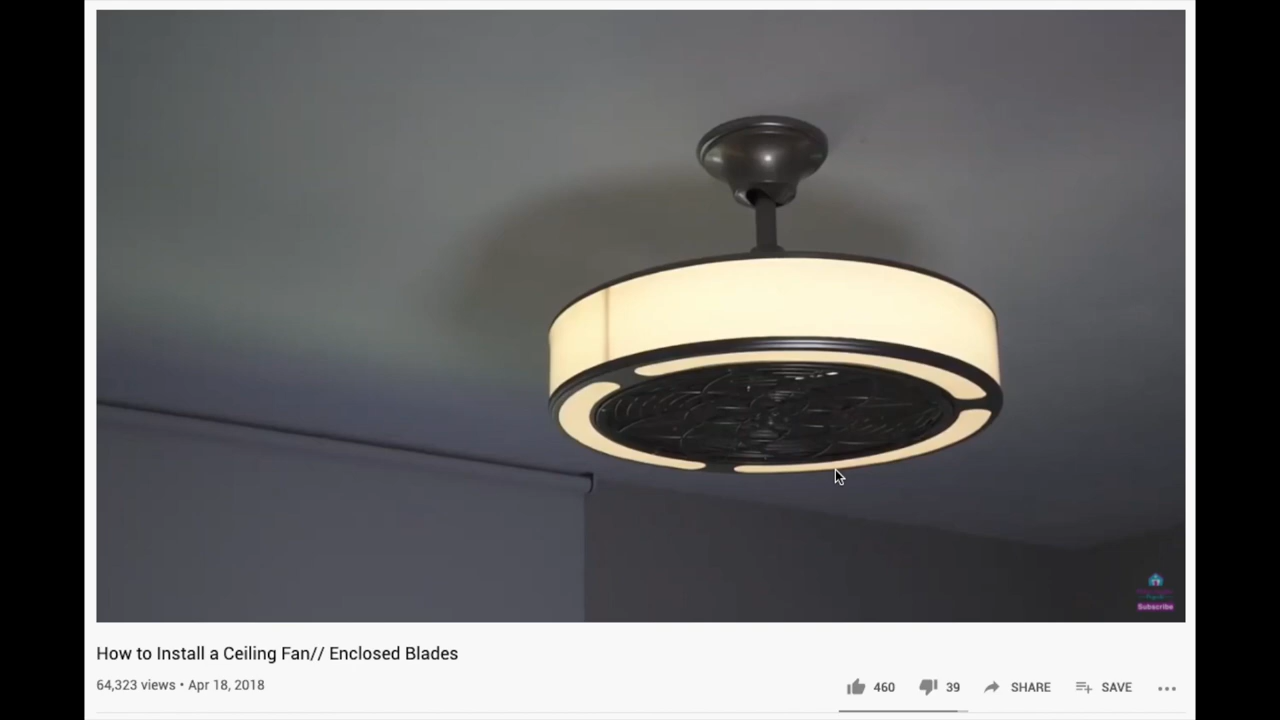 Subscribe
How to Install a Ceiling Fan// Enclosed Blades
64,323 views • Apr 18, 2018
460
39
SHARE
SAVE